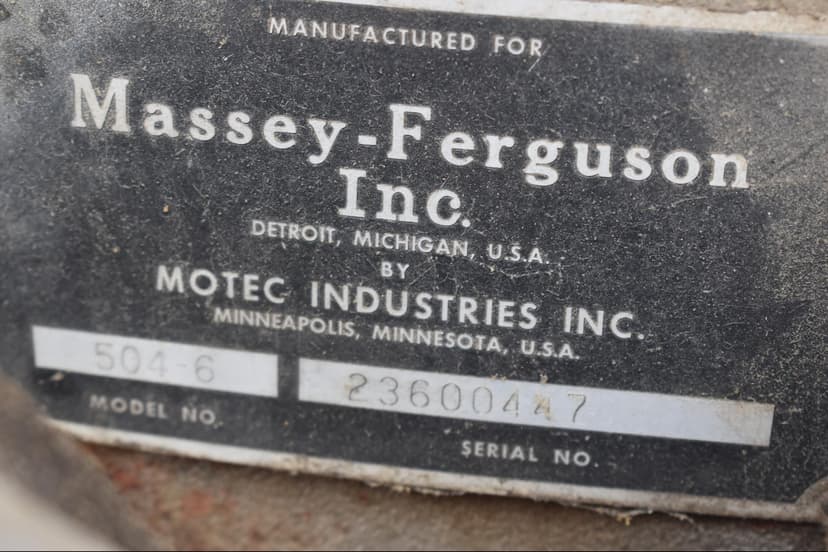 MANUFACTURED FOR
Massey-Ferguson
Inc.
DETROIT, MICHIGAN, U.S.A.
BY
MOTEC INDUSTRIES INC.
MINNEAPOLIS, MINNESOTA, U.S.A.
504-6 23600447
MODEL NO. SERIAL NO.